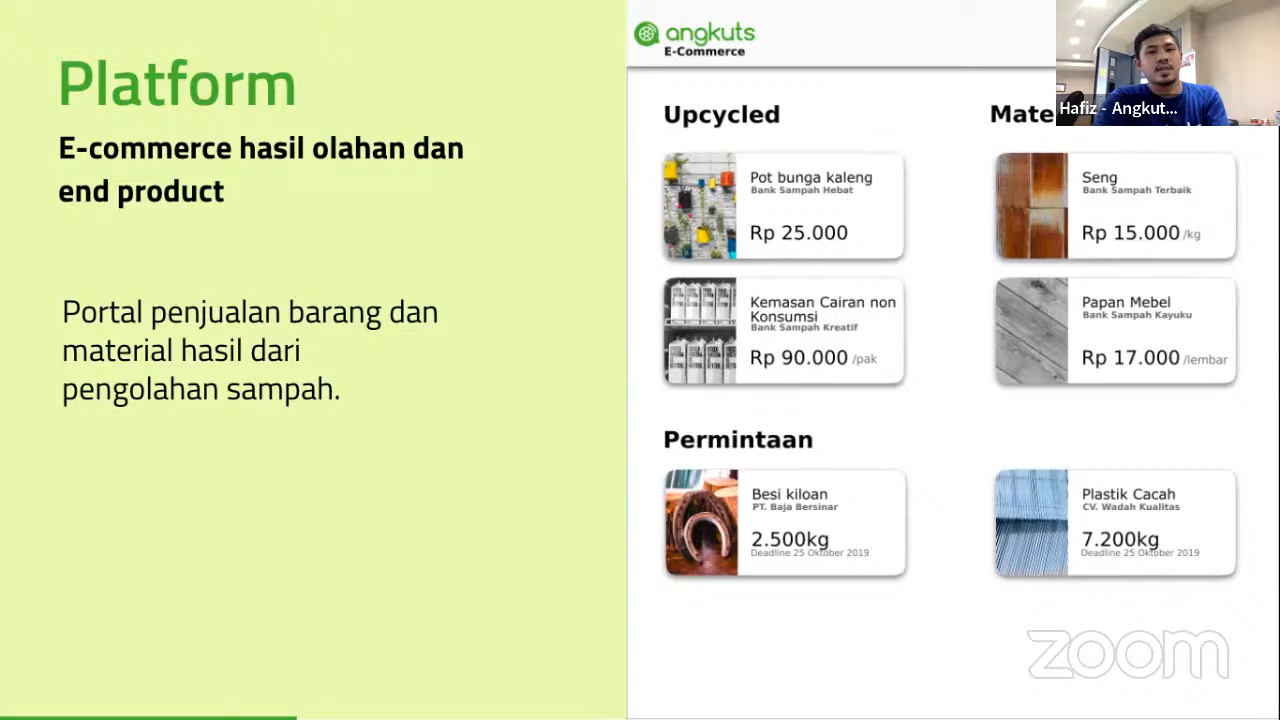 Platform
E-commerce hasil olahan dan
end product
Portal penjualan barang dan
material hasil dari
pengolahan sampah.
angkuts
E-Commerce
Hafiz - Angkut...
Upcycled
Mate
Pot bunga kaleng
Bank Sampah Hebat
Rp 25.000
Seng
Bank Sampah Terbaik
Rp 15.000 /kg
Kemasan Cairan non
Konsumsi
Bank Sampah Kreatif
Rp 90.000 /pak
Papan Mebel
Bank Sampah Kayuku
Rp 17.000 /lembar
Permintaan
Besi kiloan
PT. Baja Bersinar
2.500kg
Deadline 25 Oktober 2019
Plastik Cacah
CV. Wadah Kualitas
7.200kg
Deadline 25 Oktober 2019
zoom